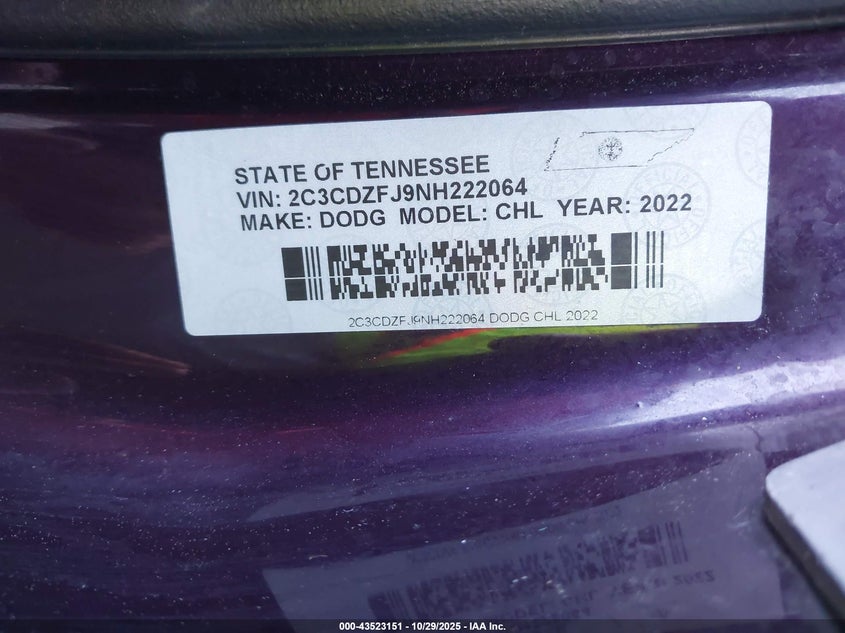 STATE OF TENNESSEE
VIN: 2C3CDZFJ9NH222064
MAKE: DODG MODEL: CHL YEAR: 2022
2C3CDZFJ9NH222064 DODG CHL 2022
000-43523151 | 10/29/2025 - IAA Inc.